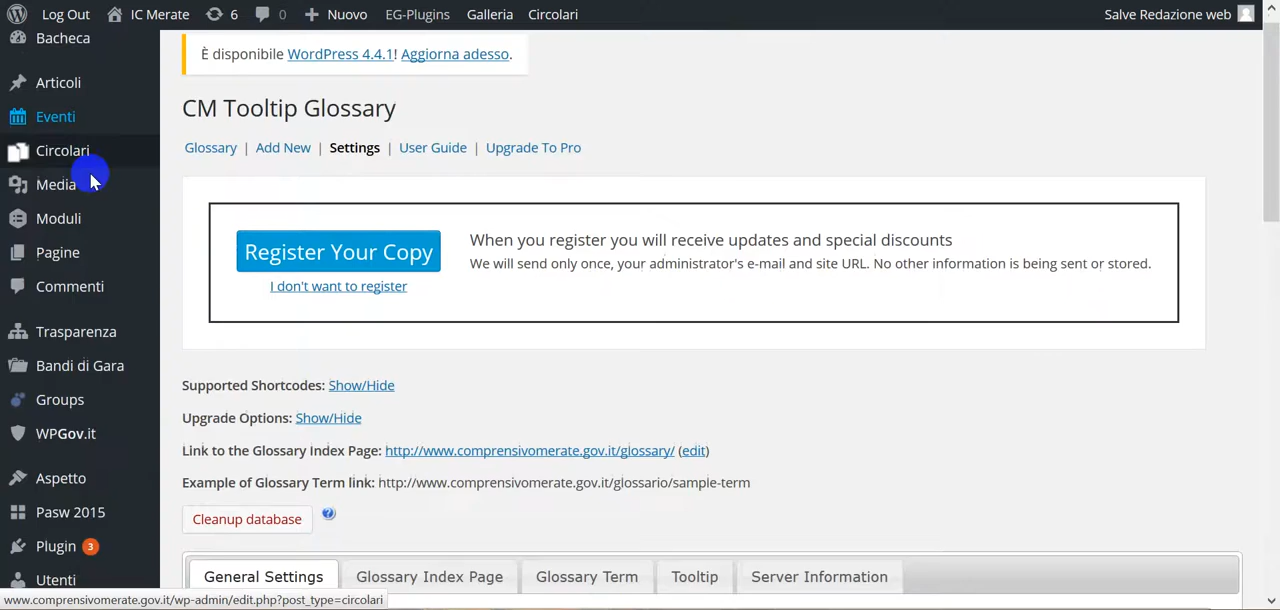 Log Out IC Merate 6 0 Nuovo EG-Plugins Galleria Circolari Salve Redazione web
Bacheca
Articoli
Eventi
Circolari
Media
Moduli
Pagine
Commenti
Trasparenza
Bandi di Gara
Groups
WPGov.it
Aspetto
Pasw 2015
Plugin 3
Utenti
È disponibile WordPress 4.4.1! Aggiorna adesso.
CM Tooltip Glossary
Glossary | Add New | Settings | User Guide | Upgrade To Pro
Register Your Copy
I don't want to register
When you register you will receive updates and special discounts
We will send only once, your administrator's e-mail and site URL. No other information is being sent or stored.
Supported Shortcodes: Show/Hide
Upgrade Options: Show/Hide
Link to the Glossary Index Page: http://www.comprensivomerate.gov.it/glossary/ (edit)
Example of Glossary Term link: http://www.comprensivomerate.gov.it/glossario/sample-term
Cleanup database ?
General Settings Glossary Index Page Glossary Term Tooltip Server Information
www.comprensivomerate.gov.it/wp-admin/edit.php?post_type=circolari